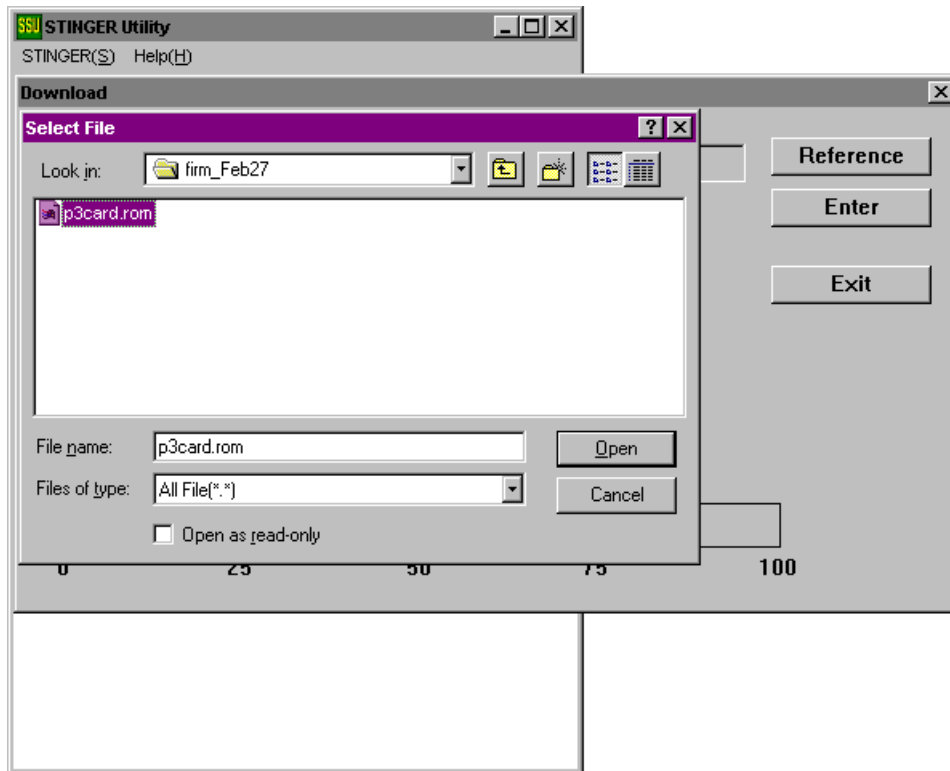 SSU STINGER Utility
STINGER(S) Help(H)
Download
Select File
Look in: firm_Feb27
Reference
p3card.rom
Enter
Exit
File name: p3card.rom Open
Files of type: All File(*.*) Cancel
Open as read-only
0 25 50 75 100